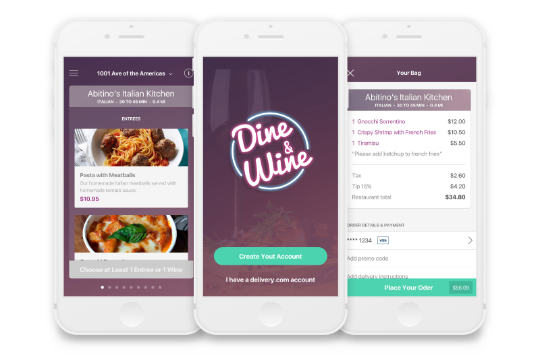 1001 Ave of the Americas
Abitino's Italian Kitchen
ITALIAN • 30 TO 45 MIN • 0.4 MI
ENTREES
Pasta with Meatballs
Our homemade Italian meatballs served with
homemade tomato sauce.
$10.95
Choose at Least 1 Entree or 1 Wine
Dine
&
Wine
Create Yout Account
I have a delivery.com account
Your Bag
Abitino's Italian Kitchen
ITALIAN • 30 TO 45 MIN • 0.4 MI
1 Gnocchi Sorrentino $12.00
1 Crispy Shrimp with French Fries $10.50
1 Tiramisu $5.50
"Please add ketchup to french fries"
Tax $2.60
Tip 15% $4.20
Restaurant total $34.80
ORDER DETAILS & PAYMENT
**** 1234 VISA
Add promo code
Add delivery instructions
Place Your Oder